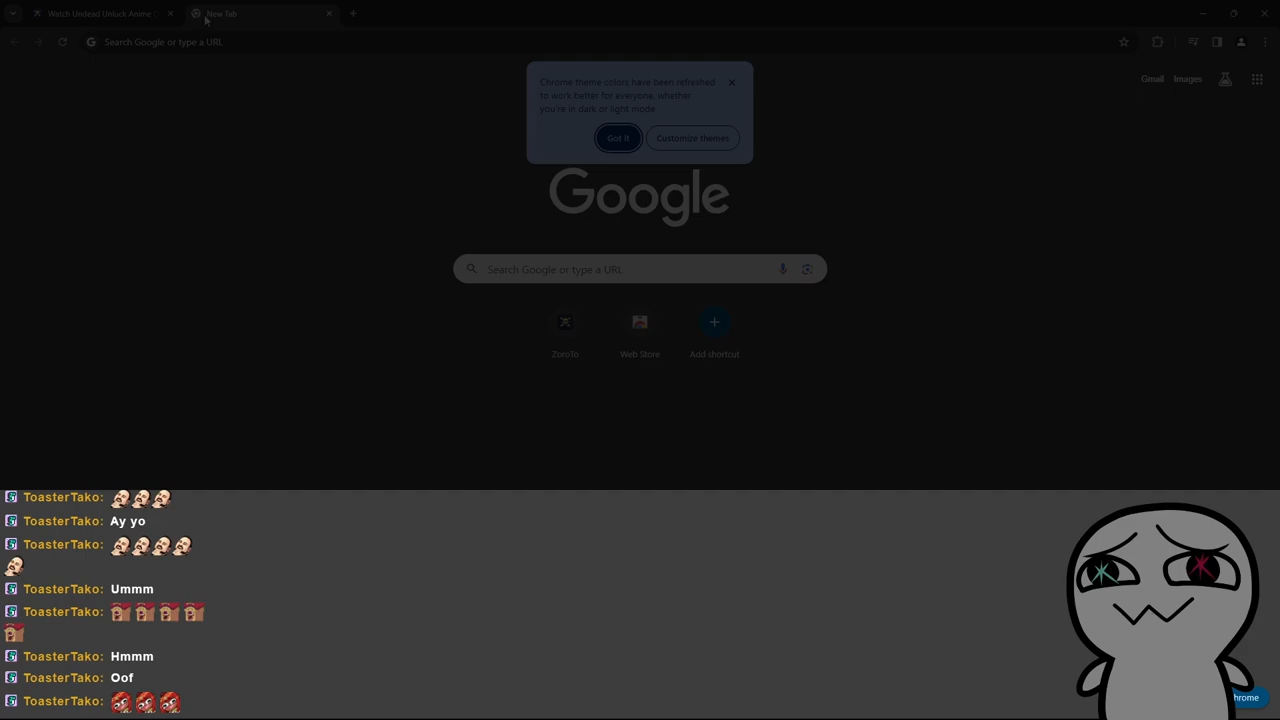 Watch Undead Unluck Anime
New Tab
Search Google or type a URL
Gmail
Images
Chrome theme colors have been refreshed
to work better for everyone, whether
you're in dark or light mode
Got it
Customize themes
Google
Search Google or type a URL
ZoroTo
Web Store
Add shortcut
ToasterTako:
ToasterTako: Ay yo
ToasterTako:
ToasterTako: Ummm
ToasterTako:
ToasterTako: Hmmm
ToasterTako: Oof
ToasterTako:
hrome